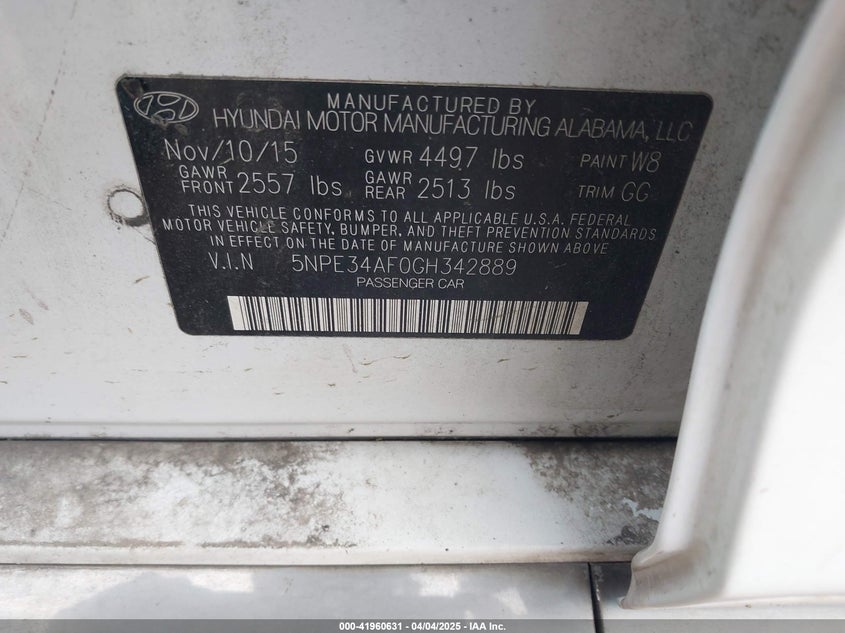 MANUFACTURED BY
HYUNDAI MOTOR MANUFACTURING ALABAMA, LLC
Nov/10/15 GVWR 4497 lbs PAINT W8
GAWR FRONT 2557 lbs GAWR REAR 2513 lbs TRIM GG
THIS VEHICLE CONFORMS TO ALL APPLICABLE U.S.A. FEDERAL
MOTOR VEHICLE SAFETY, BUMPER, AND THEFT PREVENTION STANDARDS
IN EFFECT ON THE DATE OF MANUFACTURE SHOWN ABOVE
V.I.N 5NPE34AF0GH342889
PASSENGER CAR
000-41960631 - 04/04/2025 - IAA Inc.